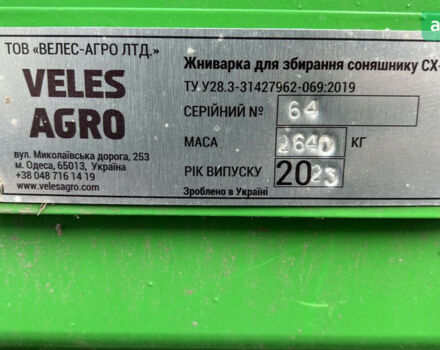 ТОВ «ВЕЛЕС-АГРО ЛТД.»
VELES
AGRO
вул. Миколаївська дорога, 253
м. Одеса, 65013, Україна
+38 048 716 14 19
www.velesagro.com
Жниварка для збирання соняшнику СХ-
ТУ У28.3-31427962-069:2019
СЕРІЙНИЙ № 64
МАСА 2640 КГ
РІК ВИПУСКУ 2025
Зроблено в Україні